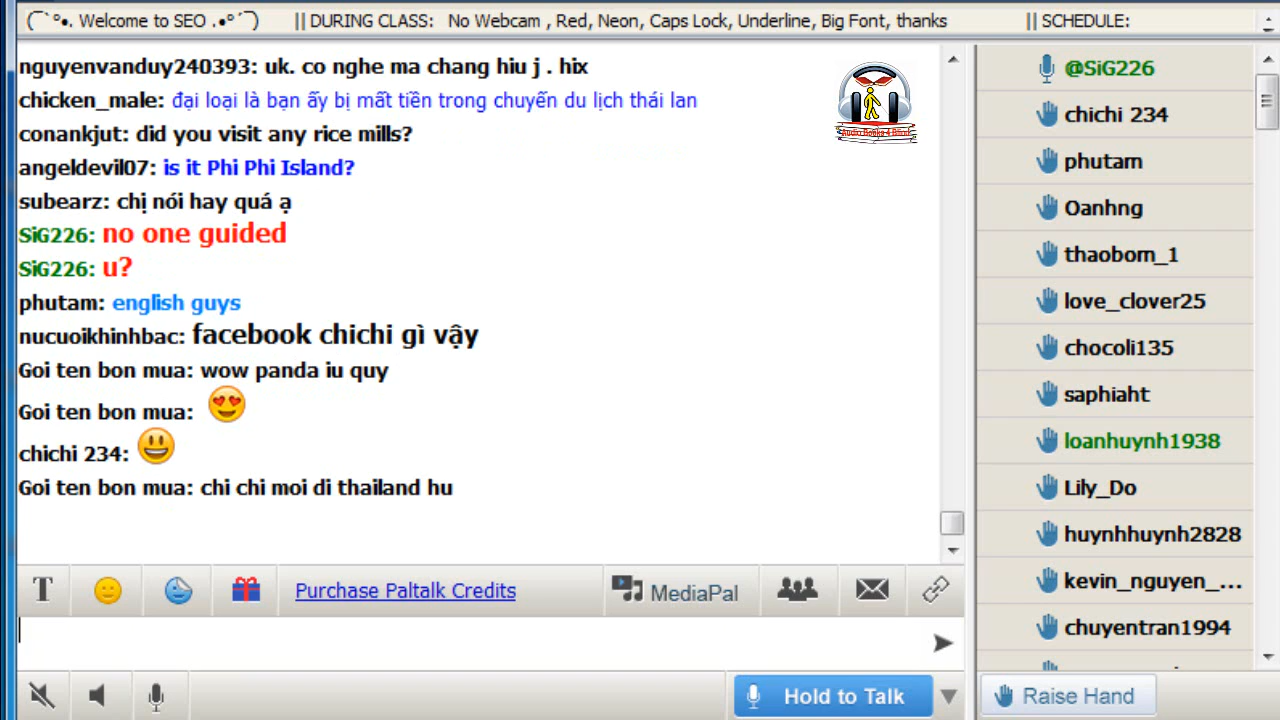 (¯`°•. Welcome to SEO .•°´¯) || DURING CLASS: No Webcam , Red, Neon, Caps Lock, Underline, Big Font, thanks || SCHEDULE:
nguyenvanduy240393: uk. co nghe ma chang hiu j . hix
chicken_male: đại loại là bạn ấy bị mất tiền trong chuyến du lịch thái lan
conankjut: did you visit any rice mills?
angeldevil07: is it Phi Phi Island?
subearz: chị nói hay quá ạ
SiG226: no one guided
SiG226: u?
phutam: english guys
nucuoikhinhbac: facebook chichi gì vậy
Goi ten bon mua: wow panda iu quy
Goi ten bon mua:
chichi 234:
Goi ten bon mua: chi chi moi di thailand hu
Audio Books 4 Blind
Purchase Paltalk Credits
MediaPal
Hold to Talk
@SiG226
chichi 234
phutam
Oanhng
thaoborn_1
love_clover25
chocoli135
saphiaht
loanhuynh1938
Lily_Do
huynhhuynh2828
kevin_nguyen_...
chuyentran1994
Raise Hand